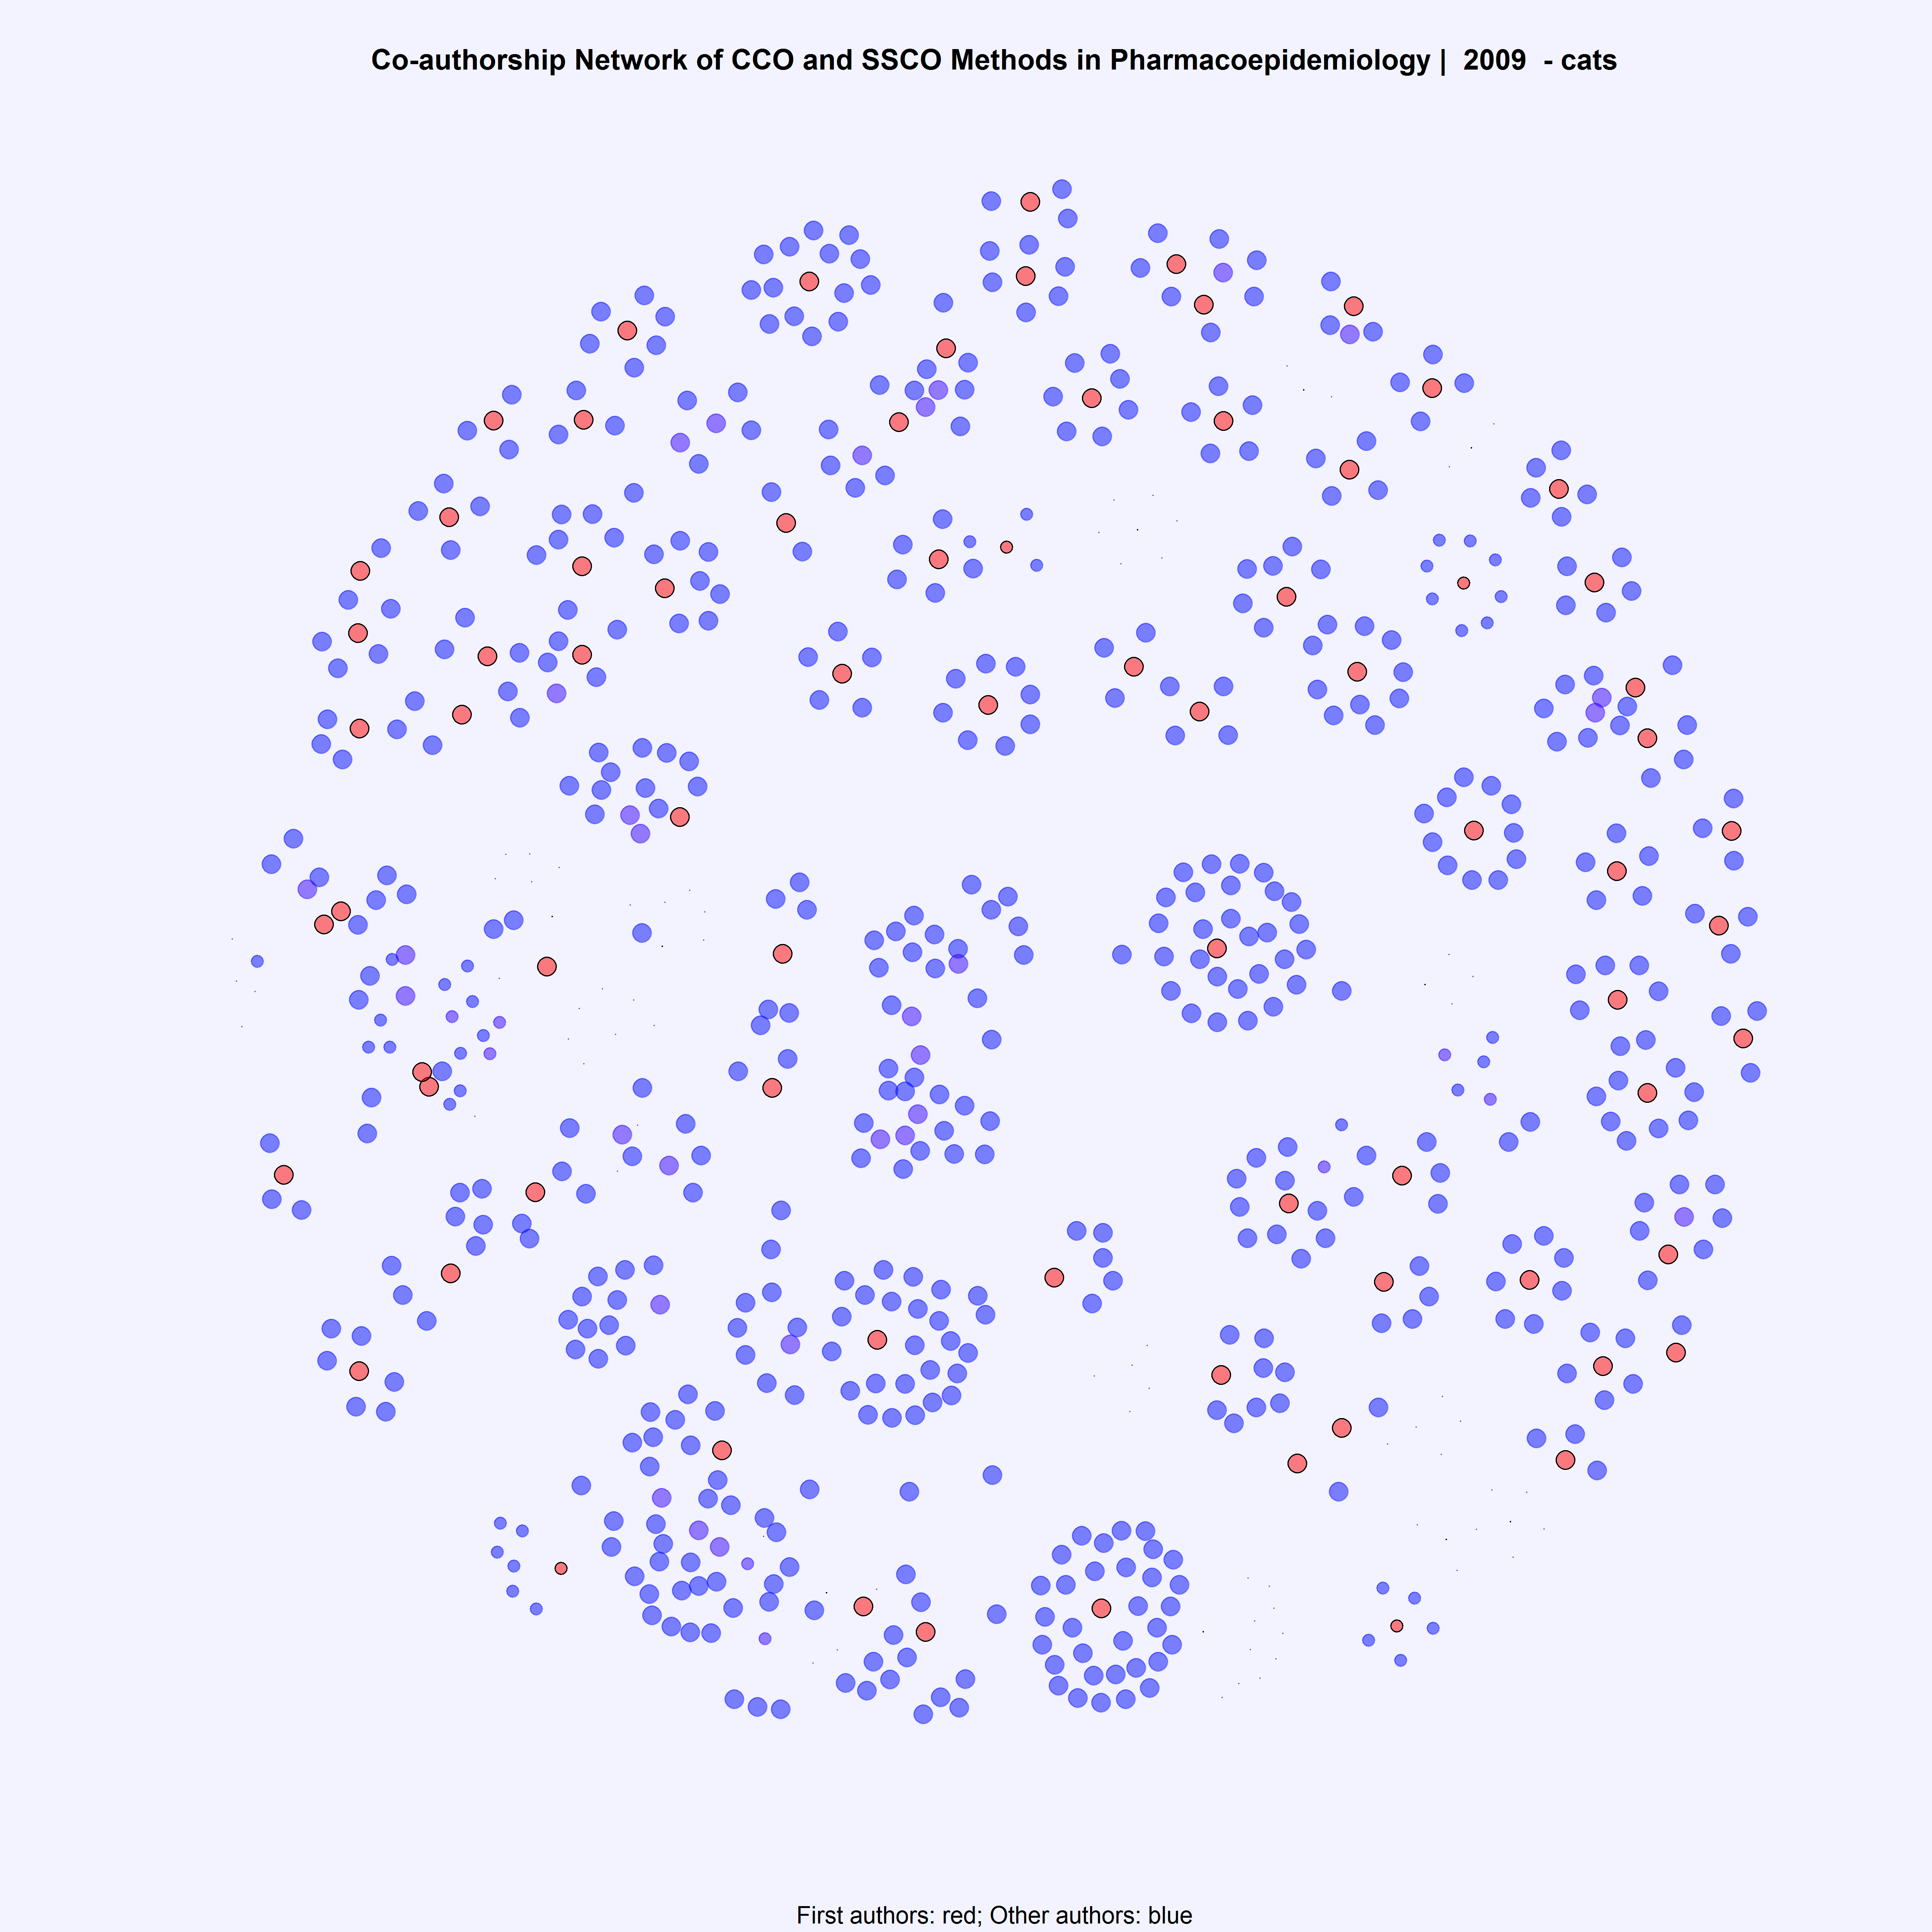 Co-authorship Network of CCO and SSCO Methods in Pharmacoepidemiology | 2009 - cats
First authors: red; Other authors: blue